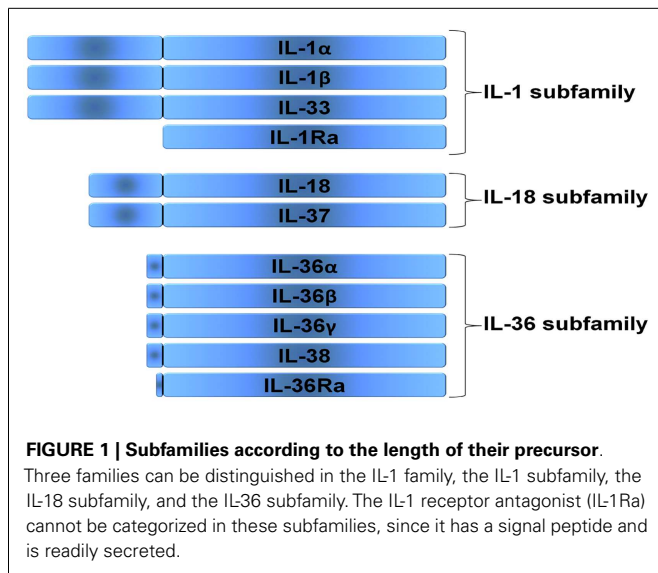 IL-1α
IL-1β
IL-33
IL-1Ra
IL-1 subfamily
IL-18
IL-37
IL-18 subfamily
IL-36α
IL-36β
IL-36γ
IL-38
IL-36Ra
IL-36 subfamily
FIGURE 1 | Subfamilies according to the length of their precursor.
Three families can be distinguished in the IL-1 family, the IL-1 subfamily, the
IL-18 subfamily, and the IL-36 subfamily. The IL-1 receptor antagonist (IL-1Ra)
cannot be categorized in these subfamilies, since it has a signal peptide and
is readily secreted.